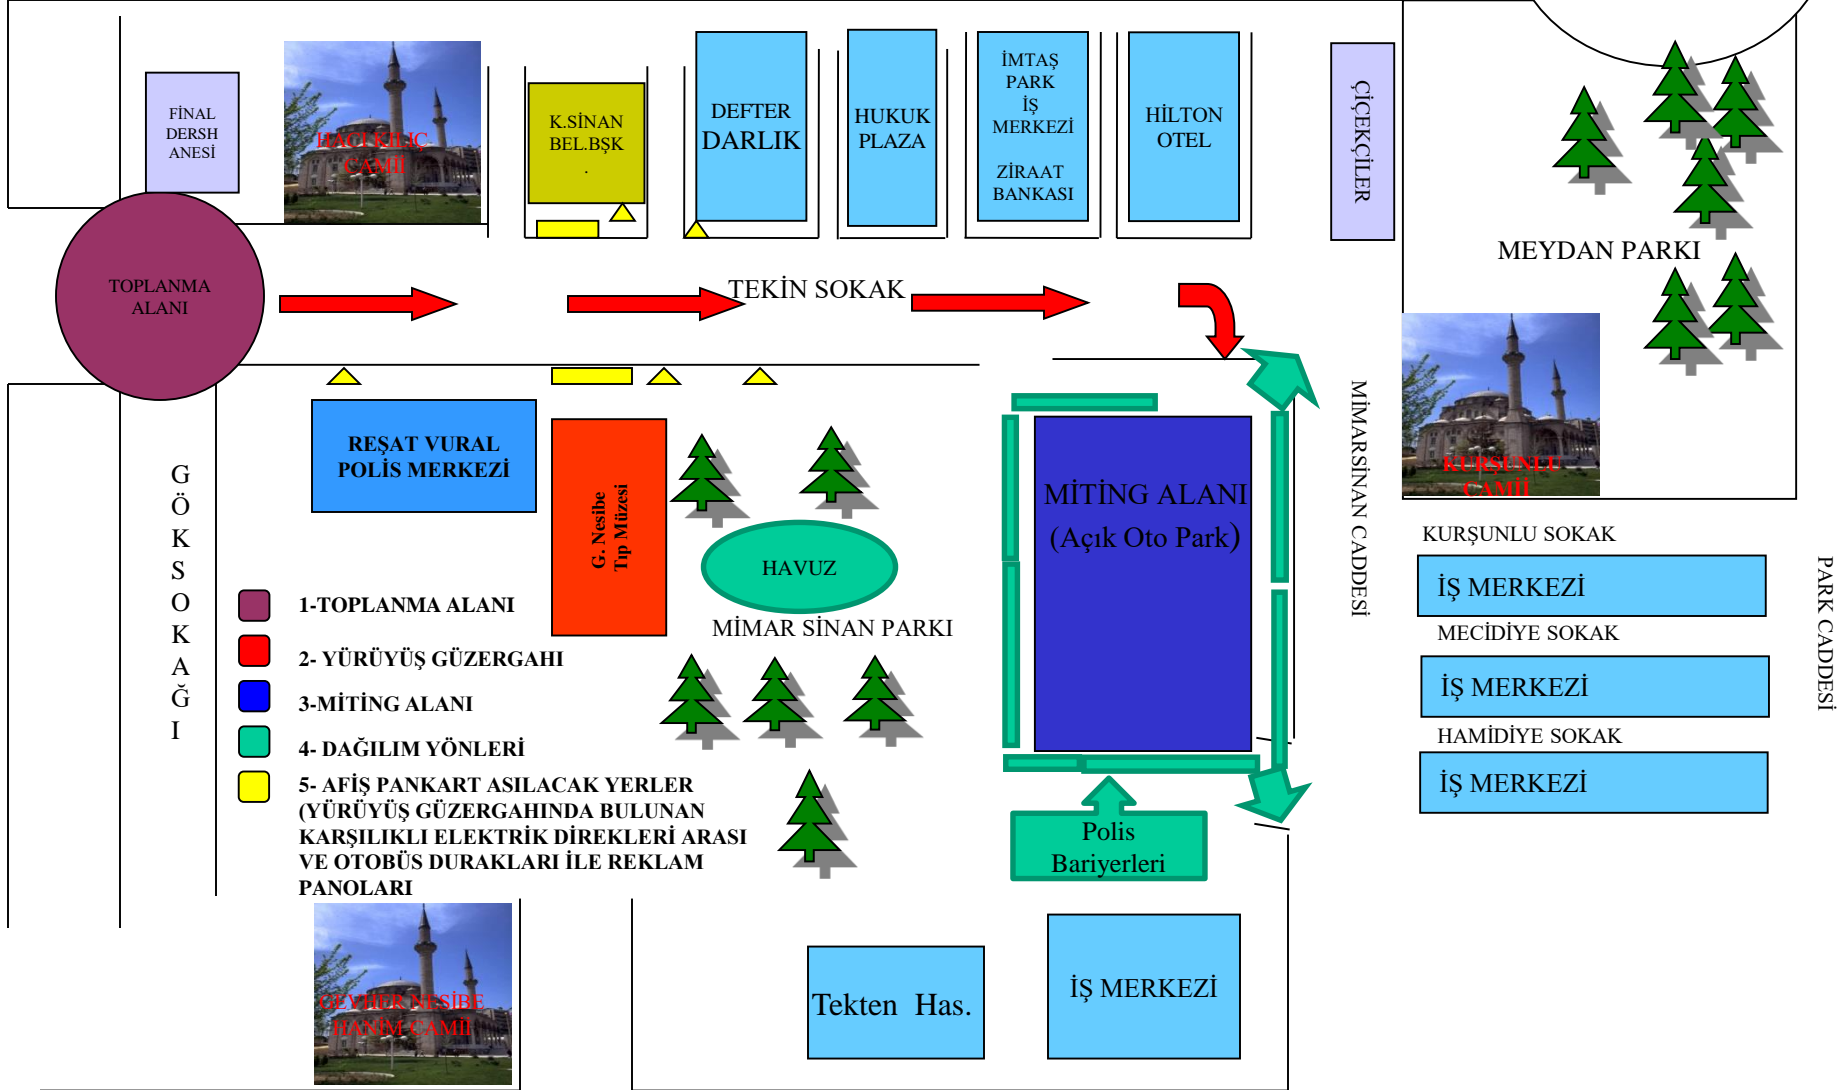 FİNAL
DERSH
ANESİ
HACI KILIÇ
CAMİİ
K.SİNAN
BEL.BŞK
.
DEFTER
DARLIK
HUKUK
PLAZA
İMTAŞ
PARK
İŞ
MERKEZİ
ZİRAAT
BANKASI
HİLTON
OTEL
ÇİÇEKÇİLER
MEYDAN PARKI
TOPLANMA
ALANI
TEKİN SOKAK
REŞAT VURAL
POLİS MERKEZİ
G. Nesibe
Tıp Müzesi
HAVUZ
MİMAR SİNAN PARKI
MİTİNG ALANI
(Açık Oto Park)
MİMARSİNAN CADDESİ
KURŞUNLU
CAMİİ
KURŞUNLU SOKAK
İŞ MERKEZİ
MECİDİYE SOKAK
İŞ MERKEZİ
HAMİDİYE SOKAK
İŞ MERKEZİ
PARK CADDESİ
G
Ö
K
S
O
K
A
Ğ
I
1-TOPLANMA ALANI
2- YÜRÜYÜŞ GÜZERGAHI
3-MİTİNG ALANI
4- DAĞILIM YÖNLERİ
5- AFİŞ PANKART ASILACAK YERLER
(YÜRÜYÜŞ GÜZERGAHINDA BULUNAN
KARŞILIKLI ELEKTRİK DİREKLERİ ARASI
VE OTOBÜS DURAKLARI İLE REKLAM
PANOLARI
Polis
Bariyerleri
GEVHER NESİBE
HANIM CAMİİ
Tekten Has.
İŞ MERKEZİ